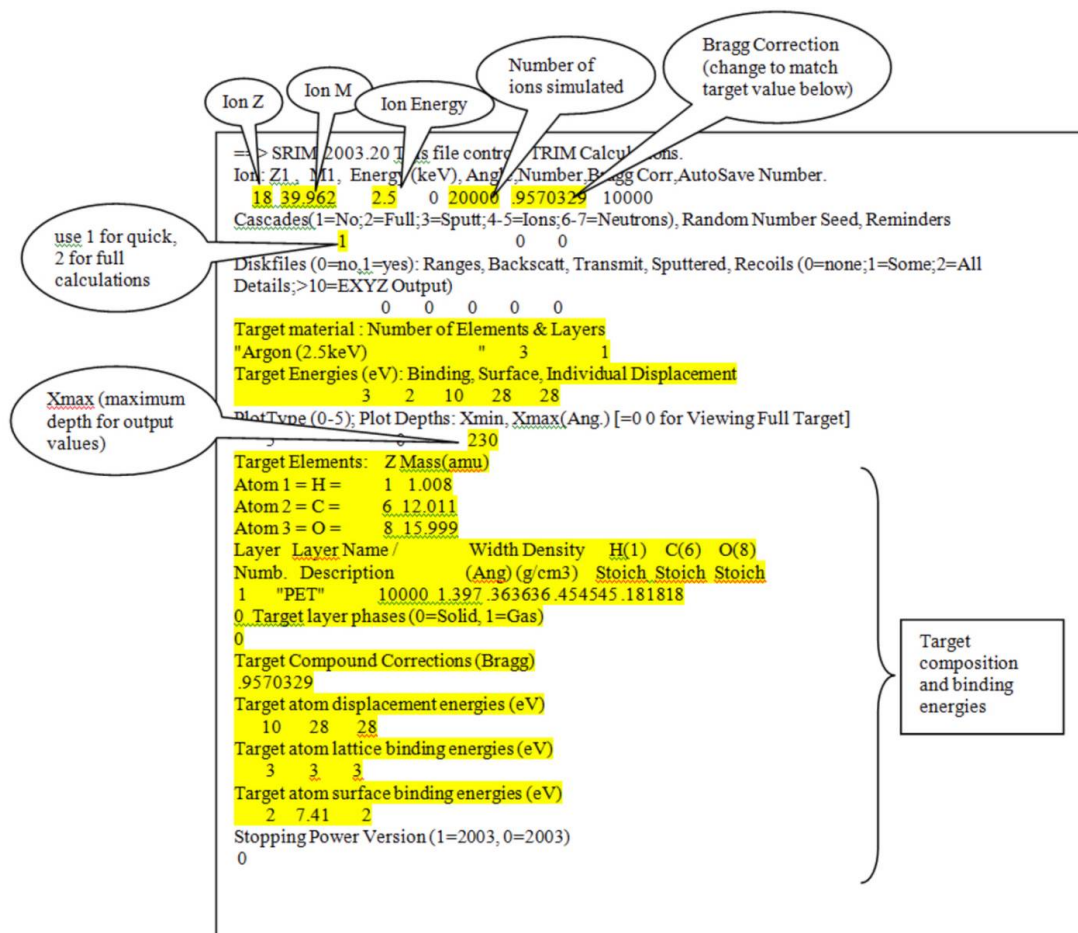 Bragg Correction
(change to match
target value below)
Number of
ions simulated
Ion Z
Ion M
Ion Energy
SRIM 2003.20 This file control TRIM Calculations.
Ion: Z1 , M1, Energy (keV), Angle,Number,Bragg Corr,AutoSave Number.
18 39.962 2.5 0 20000 .9570329 10000
Cascades(1=No;2=Full;3=Sputt;4-5=Ions;6-7=Neutrons), Random Number Seed, Reminders
1 0 0
use 1 for quick,
2 for full
calculations
Diskfiles (0=no,1=yes): Ranges, Backscatt, Transmit, Sputtered, Recoils (0=none;1=Some;2=All
Details;>10=EXYZ Output)
0 0 0 0 0
Target material : Number of Elements & Layers
"Argon (2.5keV) " 3 1
Target Energies (eV): Binding, Surface, Individual Displacement
3 2 10 28 28
Xmax (maximum
depth for output
values)
PlotType (0-5); Plot Depths: Xmin, Xmax(Ang.) [=0 0 for Viewing Full Target]
5 0 230
Target Elements: Z Mass(amu)
Atom 1 = H = 1 1.008
Atom 2 = C = 6 12.011
Atom 3 = O = 8 15.999
Layer Layer Name / Width Density H(1) C(6) O(8)
Numb. Description (Ang) (g/cm3) Stoich Stoich Stoich
1 "PET" 10000 1.397 .363636 .454545 .181818
0 Target layer phases (0=Solid, 1=Gas)
0
Target Compound Corrections (Bragg)
.9570329
Target atom displacement energies (eV)
10 28 28
Target atom lattice binding energies (eV)
3 3 3
Target atom surface binding energies (eV)
2 7.41 2
Stopping Power Version (1=2003, 0=2003)
0
Target
composition
and binding
energies